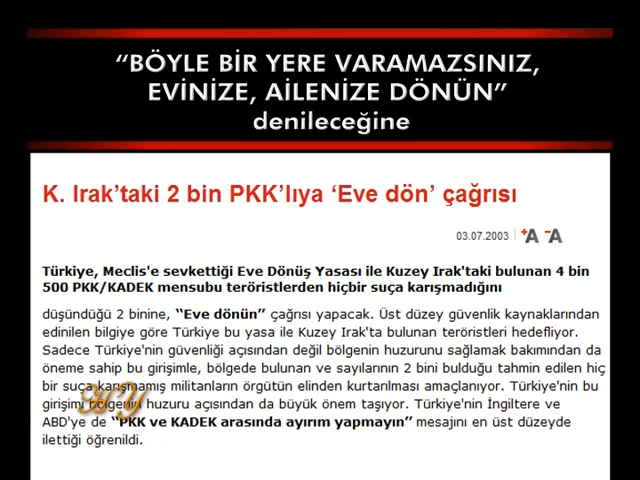 “BÖYLE BİR YERE VARAMAZSINIZ,
EVİNİZE, AİLENİZE DÖNÜN”
denileceğine
K. Irak’taki 2 bin PKK’lıya ‘Eve dön’ çağrısı
03.07.2003 | +A -A
Türkiye, Meclis'e sevkettiği Eve Dönüş Yasası ile Kuzey Irak'taki bulunan 4 bin
500 PKK/KADEK mensubu teröristlerden hiçbir suça karışmadığını
düşündüğü 2 binine, “Eve dönün” çağrısı yapacak. Üst düzey güvenlik kaynaklarından
edinilen bilgiye göre Türkiye bu yasa ile Kuzey Irak'ta bulunan teröristleri hedefliyor.
Sadece Türkiye'nin güvenliği açısından değil bölgenin huzurunu sağlamak bakımından da
öneme sahip bu girişimle, bölgede bulunan ve sayılarının 2 bini bulduğu tahmin edilen hiç
bir suça karışmamış militanların örgütün elinden kurtarılması amaçlanıyor. Türkiye'nin bu
girişimi bölgenin huzuru açısından da büyük önem taşıyor. Türkiye'nin İngiltere ve
ABD'ye de “PKK ve KADEK arasında ayırım yapmayın” mesajını en üst düzeyde
ilettiği öğrenildi.
HY